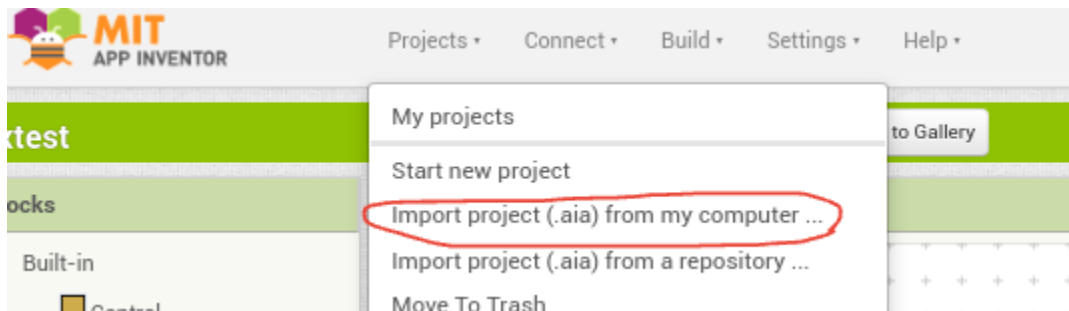 MIT
APP INVENTOR
Projects Connect Build Settings Help
My projects
xtest
to Gallery
Start new project
ocks
Import project (.aia) from my computer ...
Built-in
Import project (.aia) from a repository ...
Control
Move To Trash